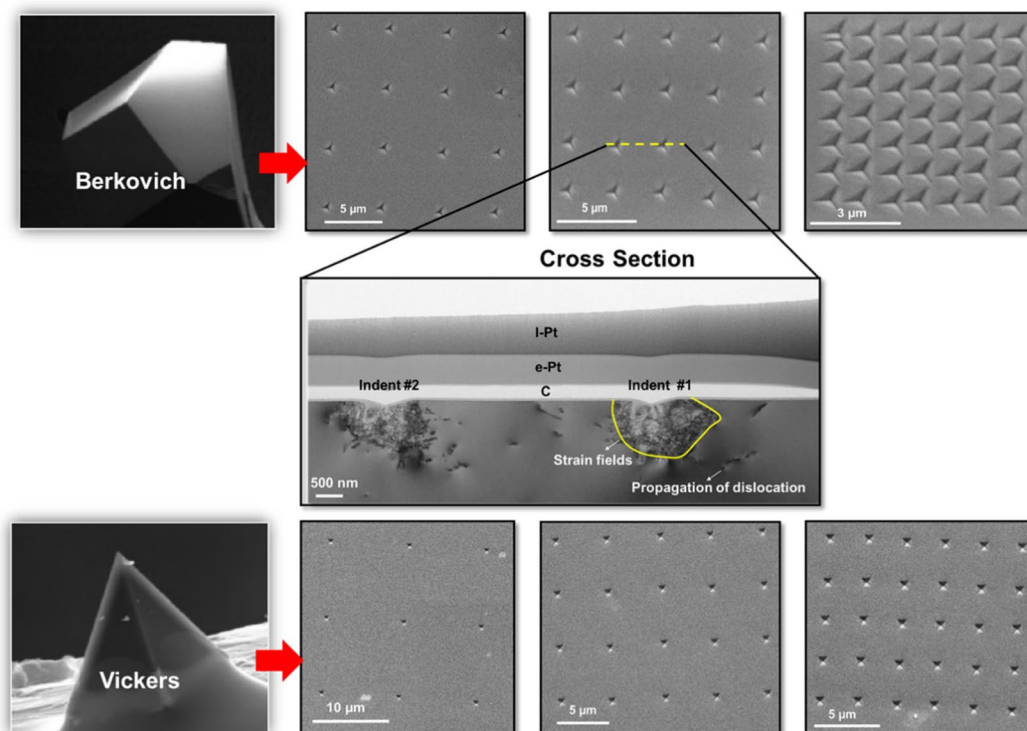 Berkovich
5 µm
5 µm
3 µm
Cross Section
I-Pt
e-Pt
C
Indent #2
Indent #1
Strain fields
Propagation of dislocation
500 nm
Vickers
10 µm
5 µm
5 µm